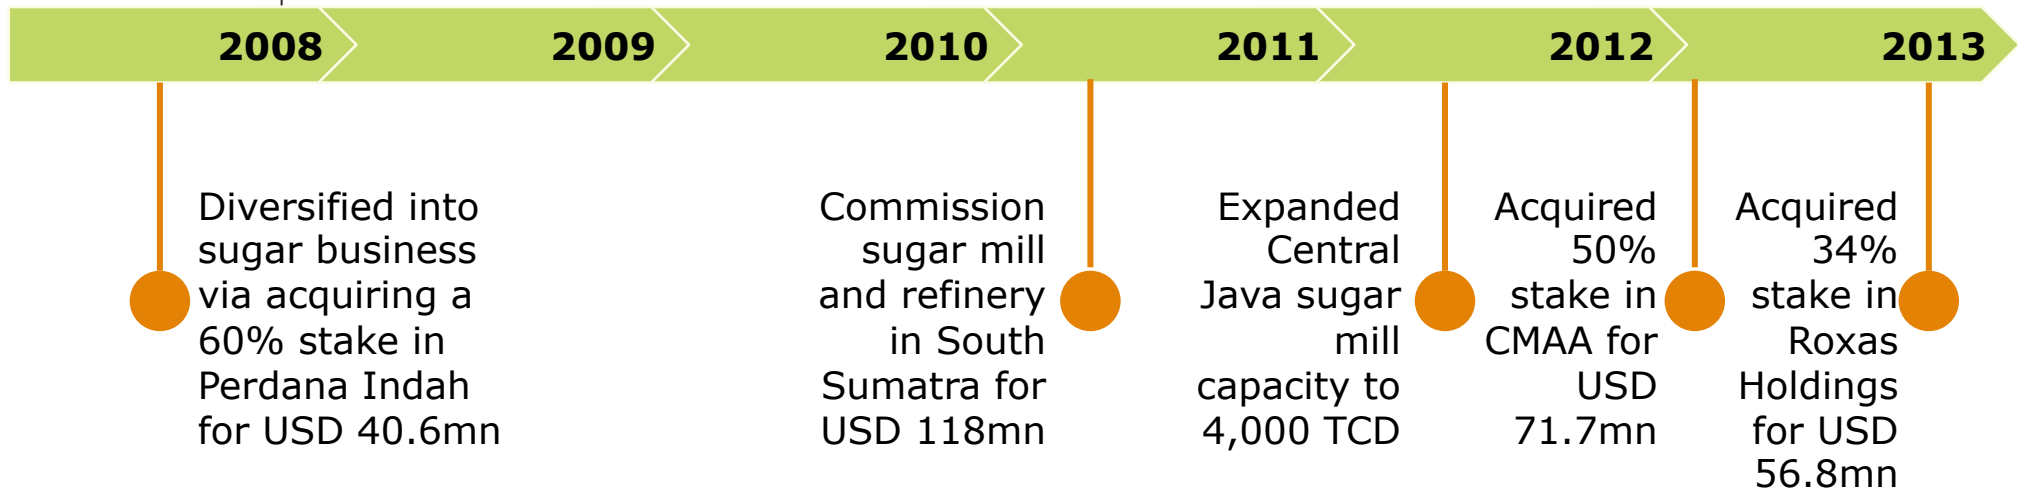 2008
2009
2010
2011
2012
2013
Diversified into
sugar business
via acquiring a
60% stake in
Perdana Indah
for USD 40.6mn
Commission
sugar mill
and refinery
in South
Sumatra for
USD 118mn
Expanded
Central
Java sugar
mill
capacity to
4,000 TCD
Acquired
50%
stake in
CMAA for
USD
71.7mn
Acquired
34%
stake in
Roxas
Holdings
for USD
56.8mn